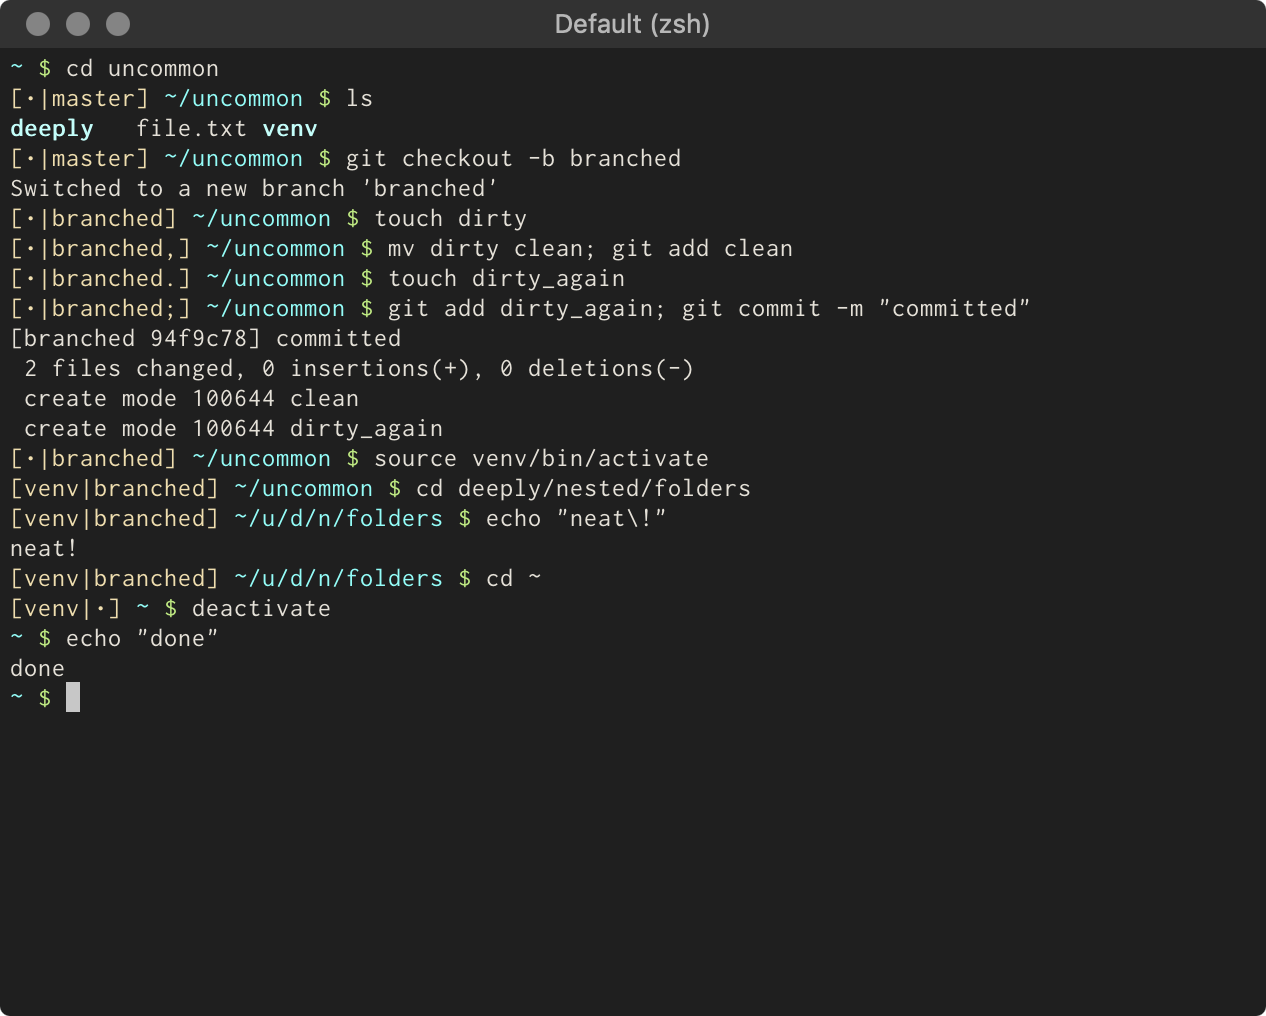 Default (zsh)
~ $ cd uncommon
[·|master] ~/uncommon $ ls
deeply   file.txt venv
[·|master] ~/uncommon $ git checkout -b branched
Switched to a new branch 'branched'
[·|branched] ~/uncommon $ touch dirty
[·|branched,] ~/uncommon $ mv dirty clean; git add clean
[·|branched.] ~/uncommon $ touch dirty_again
[·|branched;] ~/uncommon $ git add dirty_again; git commit -m "committed"
[branched 94f9c78] committed
 2 files changed, 0 insertions(+), 0 deletions(-)
 create mode 100644 clean
 create mode 100644 dirty_again
[·|branched] ~/uncommon $ source venv/bin/activate
[venv|branched] ~/uncommon $ cd deeply/nested/folders
[venv|branched] ~/u/d/n/folders $ echo "neat\!"
neat!
[venv|branched] ~/u/d/n/folders $ cd ~
[venv|·] ~ $ deactivate
~ $ echo "done"
done
~ $